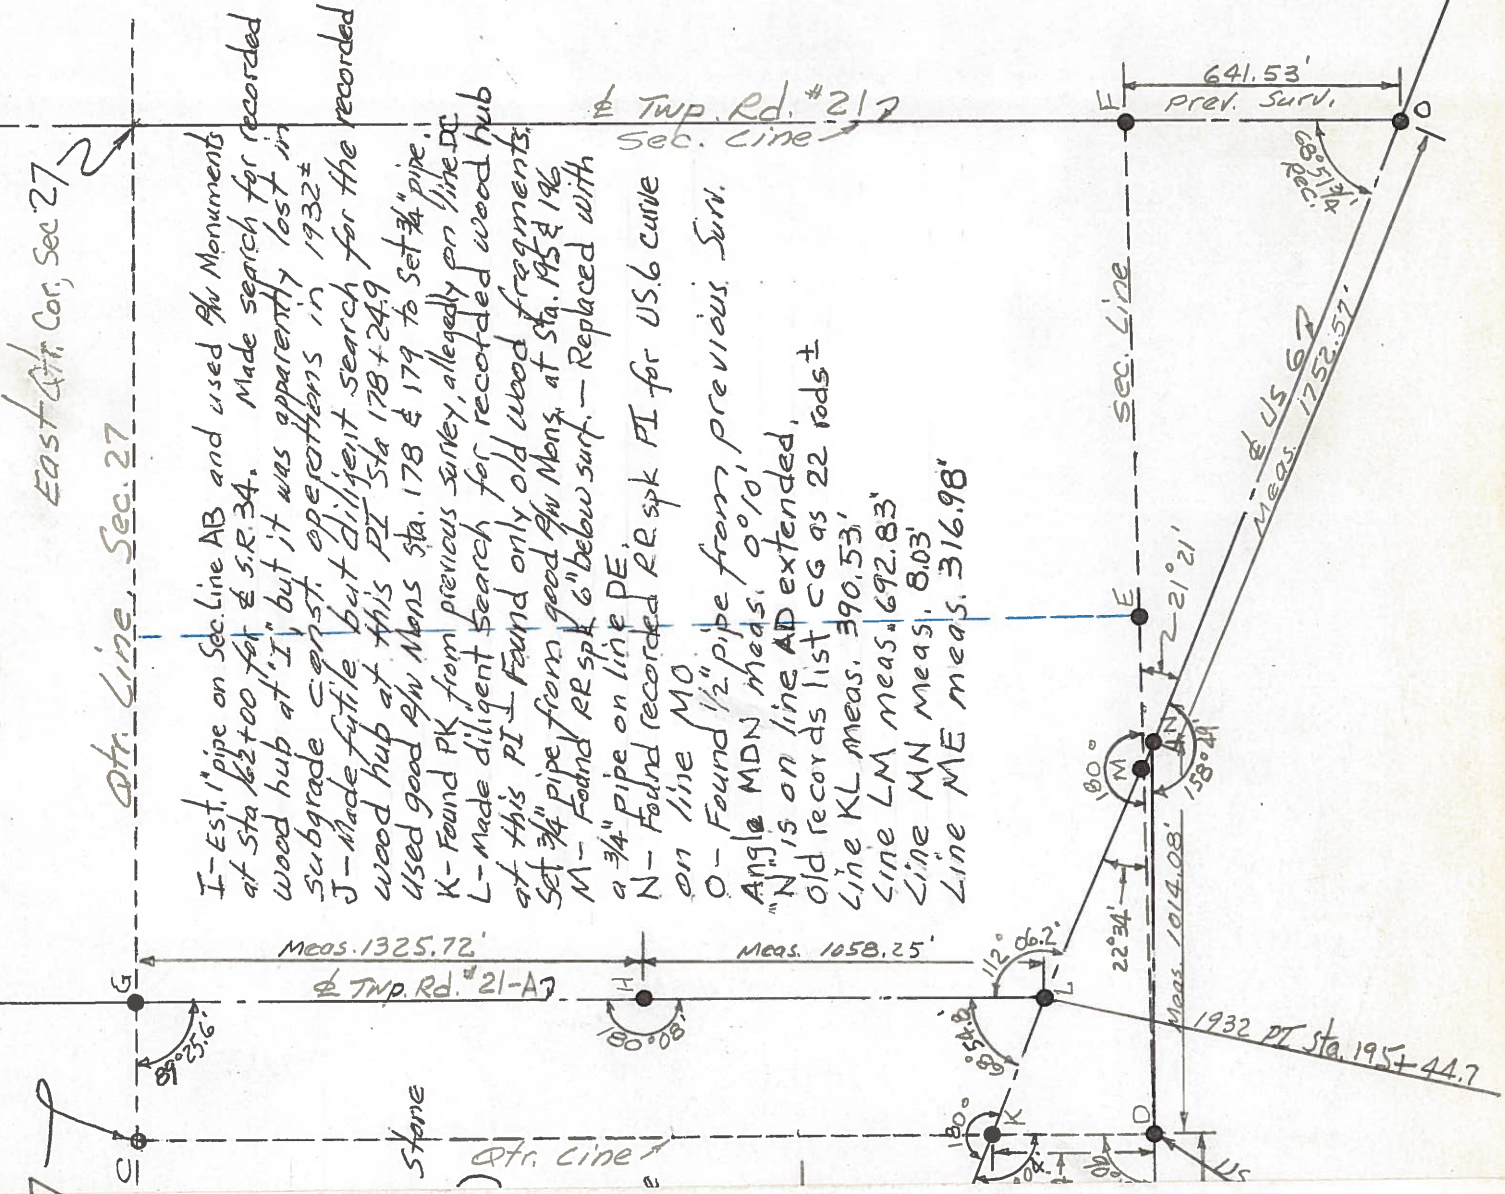 East Qtr. Cor., Sec 27
Qtr. Line, Sec. 27
I - Est. 1" pipe on Sec. Line AB and used R/W Monuments
at Sta 162+00 for ℄ S.R. 34. Made search for recorded
wood hub at "I" but it was apparently lost in
subgrade const. operations in 1932±
J - Made futile but diligent search for the recorded
wood hub at this PI Sta 178+24.9
Used good R/W Mons Sta. 178 & 179 to Set 3/4" pipe.
K - Found PK from previous survey, allegedly on line DC
L - Made diligent search for recorded wood hub
at this PI - Found only old wood fragments.
Set 3/4" pipe from good R/W Mons. at Sta. 195 & 196
M - Found RR spk 6" below surf. - Replaced with
a 3/4" pipe on line DE.
N - Found recorded RR spk PI for US.6 curve
on line MO
O - Found 1/2" pipe from previous Surv.
Angle MDN meas. 0°10'
"N" is on line AD extended.
old records list CG as 22 rods±
Line KL meas. 390.53'
Line LM meas. 692.83'
Line MN meas. 8.03'
Line ME meas. 316.98'
℄ Twp. Rd. #21
Sec. Line
F
641.53'
prev. Surv.
O
68°51 3/4'
Rec.
Sec. Line
℄ US 6
Meas. 1752.57'
E
21°21'
180°
M
N
158°49'
22°34'
Meas. 1014.08'
G
89°25.6'
Meas. 1325.72'
℄ Twp. Rd. #21-A
H
180°08'
Meas. 1058.25'
112°
06.2'
L
68°54.8'
1932 PI sta. 195+44.7
C
Stone
Qtr. Line
180°
K
D
US